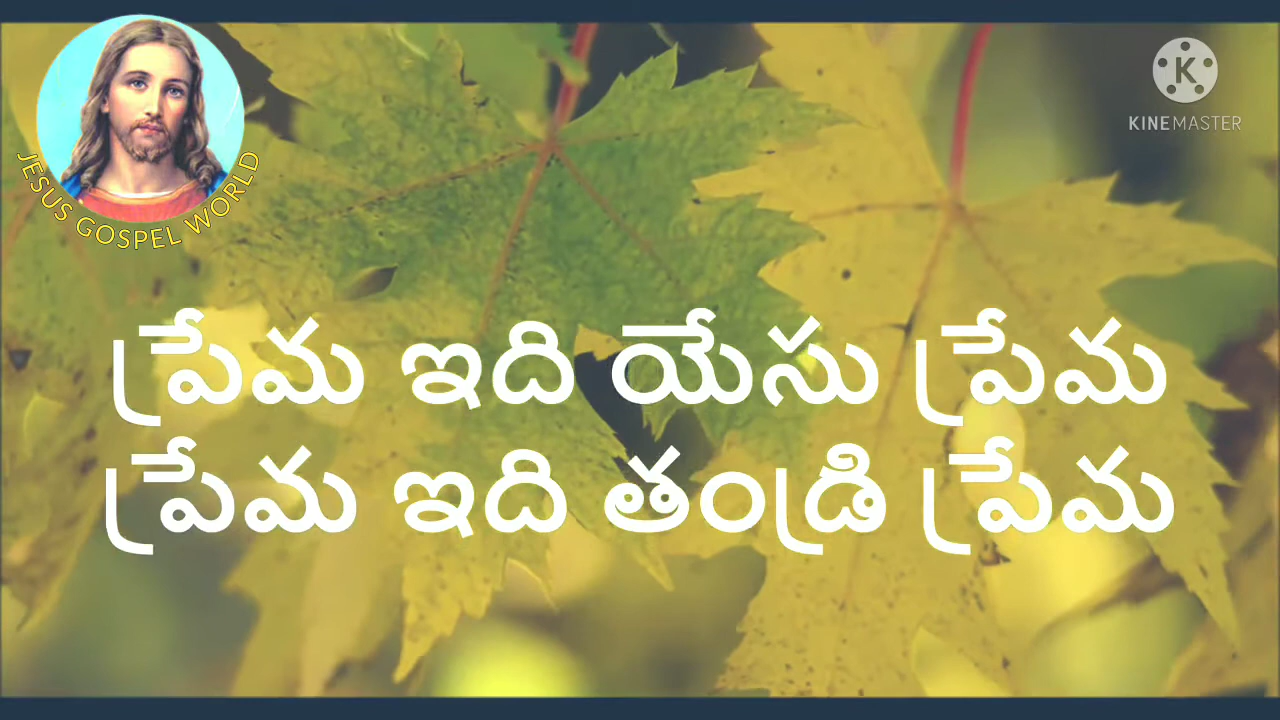 JESUS GOSPEL WORLD
K
KINEMASTER
ప్రేమ ఇది యేసు ప్రేమ
ప్రేమ ఇది తండ్రి ప్రేమ